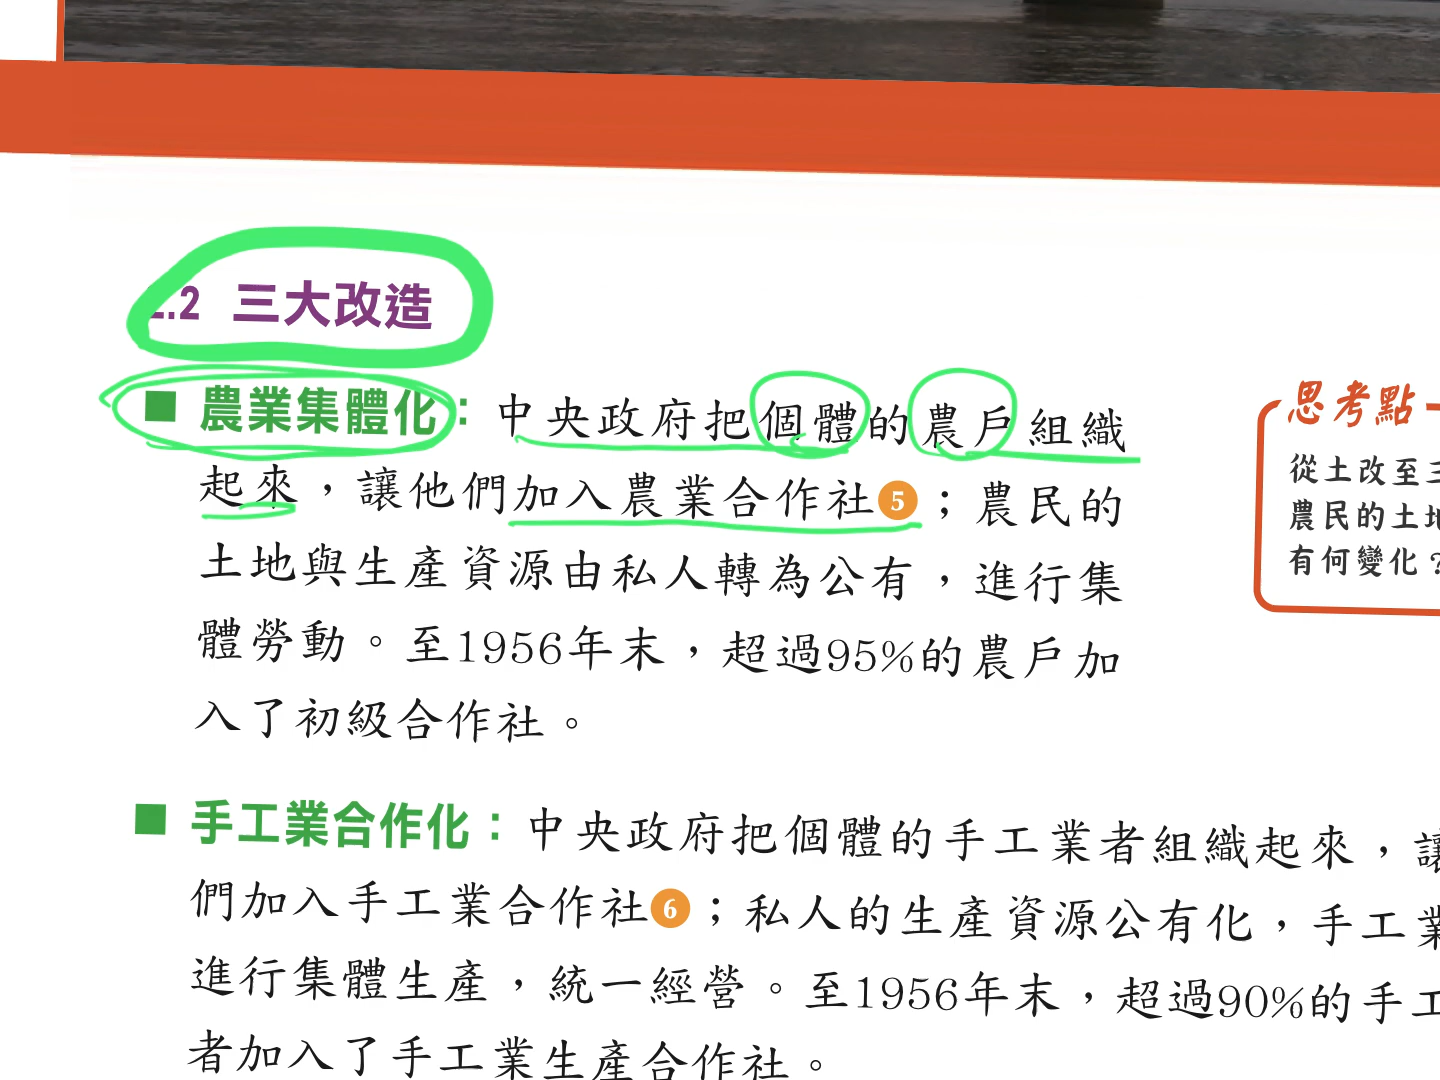 .2 三大改造
農業集體化：中央政府把個體的農戶組織
起來，讓他們加入農業合作社5；農民的
土地與生產資源由私人轉為公有，進行集
體勞動。至1956年末，超過95%的農戶加
入了初級合作社。
手工業合作化：中央政府把個體的手工業者組織起來，讓
們加入手工業合作社6；私人的生產資源公有化，手工業
進行集體生產，統一經營。至1956年末，超過90%的手工
者加入了手工業生產合作社。
思考點
從土改至三
農民的土地
有何變化？